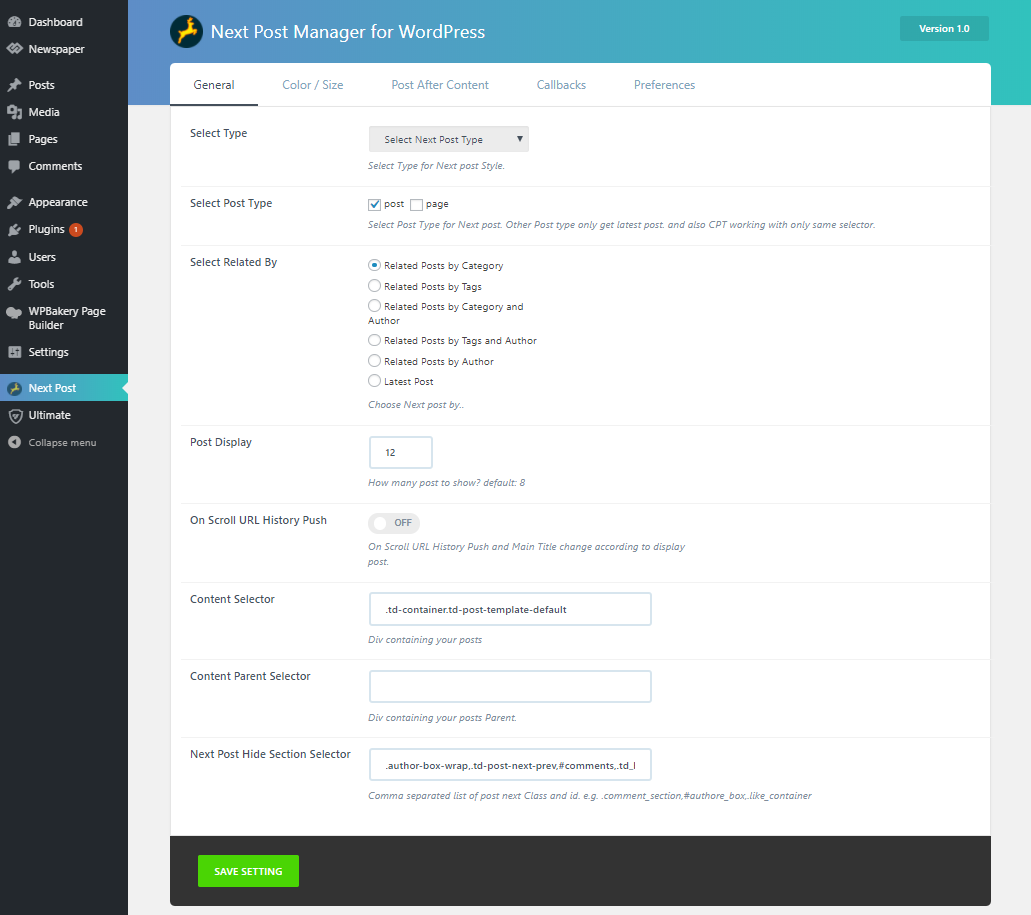 Dashboard
Newspaper
Posts
Media
Pages
Comments
Appearance
Plugins 1
Users
Tools
WPBakery Page
Builder
Settings
Next Post
Ultimate
Collapse menu
Next Post Manager for WordPress
Version 1.0
General Color / Size Post After Content Callbacks Preferences
Select Type
Select Next Post Type
Select Type for Next post Style.
Select Post Type
post page
Select Post Type for Next post. Other Post type only get latest post. and also CPT working with only same selector.
Select Related By
Related Posts by Category
Related Posts by Tags
Related Posts by Category and
Author
Related Posts by Tags and Author
Related Posts by Author
Latest Post
Choose Next post by..
Post Display
12
How many post to show? default: 8
On Scroll URL History Push
OFF
On Scroll URL History Push and Main Title change according to display
post.
Content Selector
.td-container.td-post-template-default
Div containing your posts
Content Parent Selector
Div containing your posts Parent.
Next Post Hide Section Selector
.author-box-wrap,.td-post-next-prev,#comments,.td_l
Comma separated list of post next Class and id. e.g. .comment_section,#authore_box,.like_container
SAVE SETTING